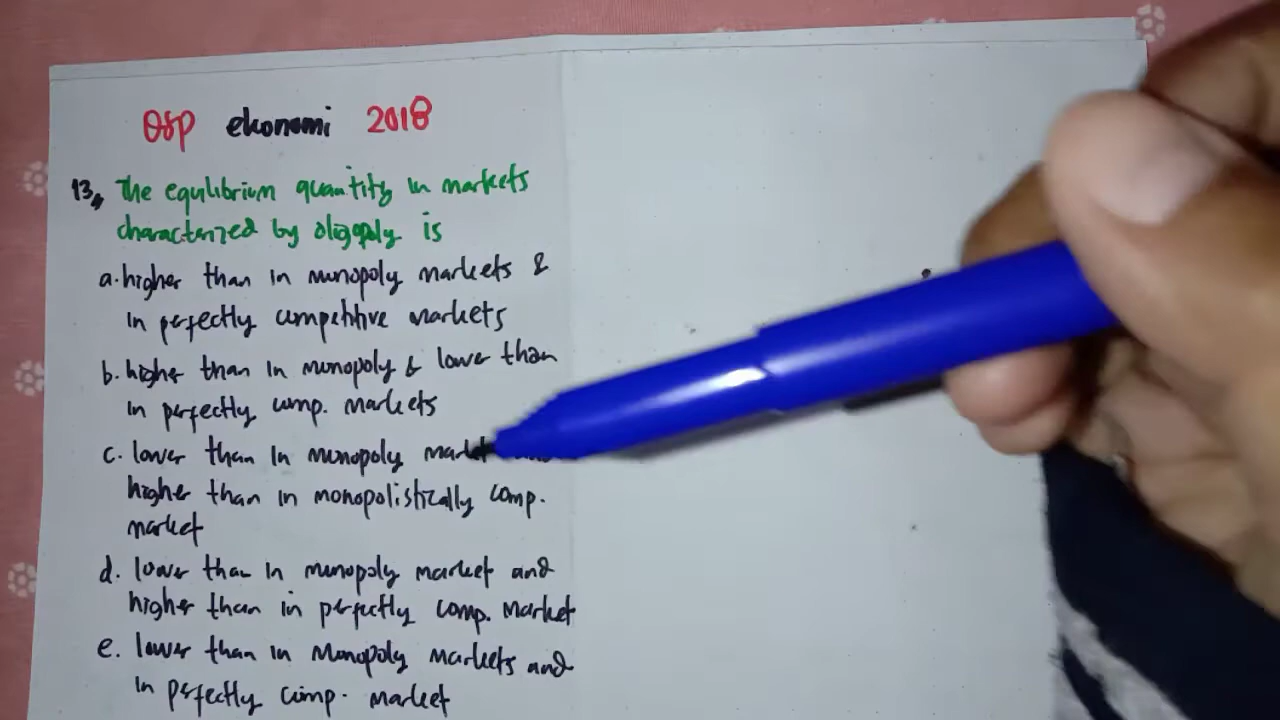 OSP ekonomi 2018
13, The equilibrium quantity in markets
characterized by oligopoly is
a. higher than in monopoly markets &
in perfectly competitive markets
b. higher than in monopoly & lower than
in perfectly comp. markets
c. lower than in monopoly
higher than in monopolistically comp.
market
d. lower than in monopoly market and
higher than in perfectly comp. market
e. lower than in Monopoly markets and
in perfectly comp. market